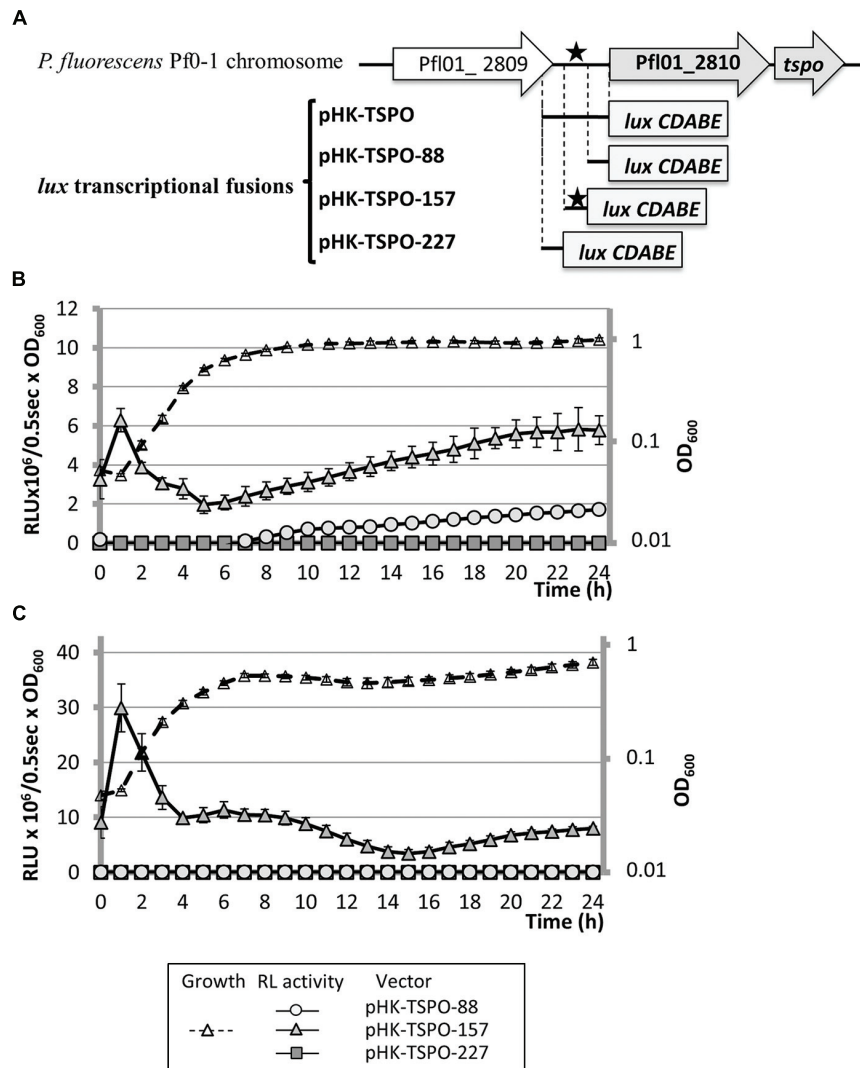 A
P. fluorescens Pf0-1 chromosome
Pfl01_ 2809
Pfl01_2810
tspo
lux transcriptional fusions
pHK-TSPO
lux CDABE
pHK-TSPO-88
lux CDABE
pHK-TSPO-157
lux CDABE
pHK-TSPO-227
lux CDABE
B
RLUx10⁶/0.5sec x OD₆₀₀
12
10
8
6
4
2
0
1
0.1
0.01
OD₆₀₀
0 2 4 6 8 10 12 14 16 18 20 22 24
Time (h)
C
RLU x 10⁶/0.5sec x OD₆₀₀
40
30
20
10
0
1
0.1
0.01
OD₆₀₀
0 2 4 6 8 10 12 14 16 18 20 22 24
Time (h)
Growth RL activity Vector
pHK-TSPO-88
pHK-TSPO-157
pHK-TSPO-227